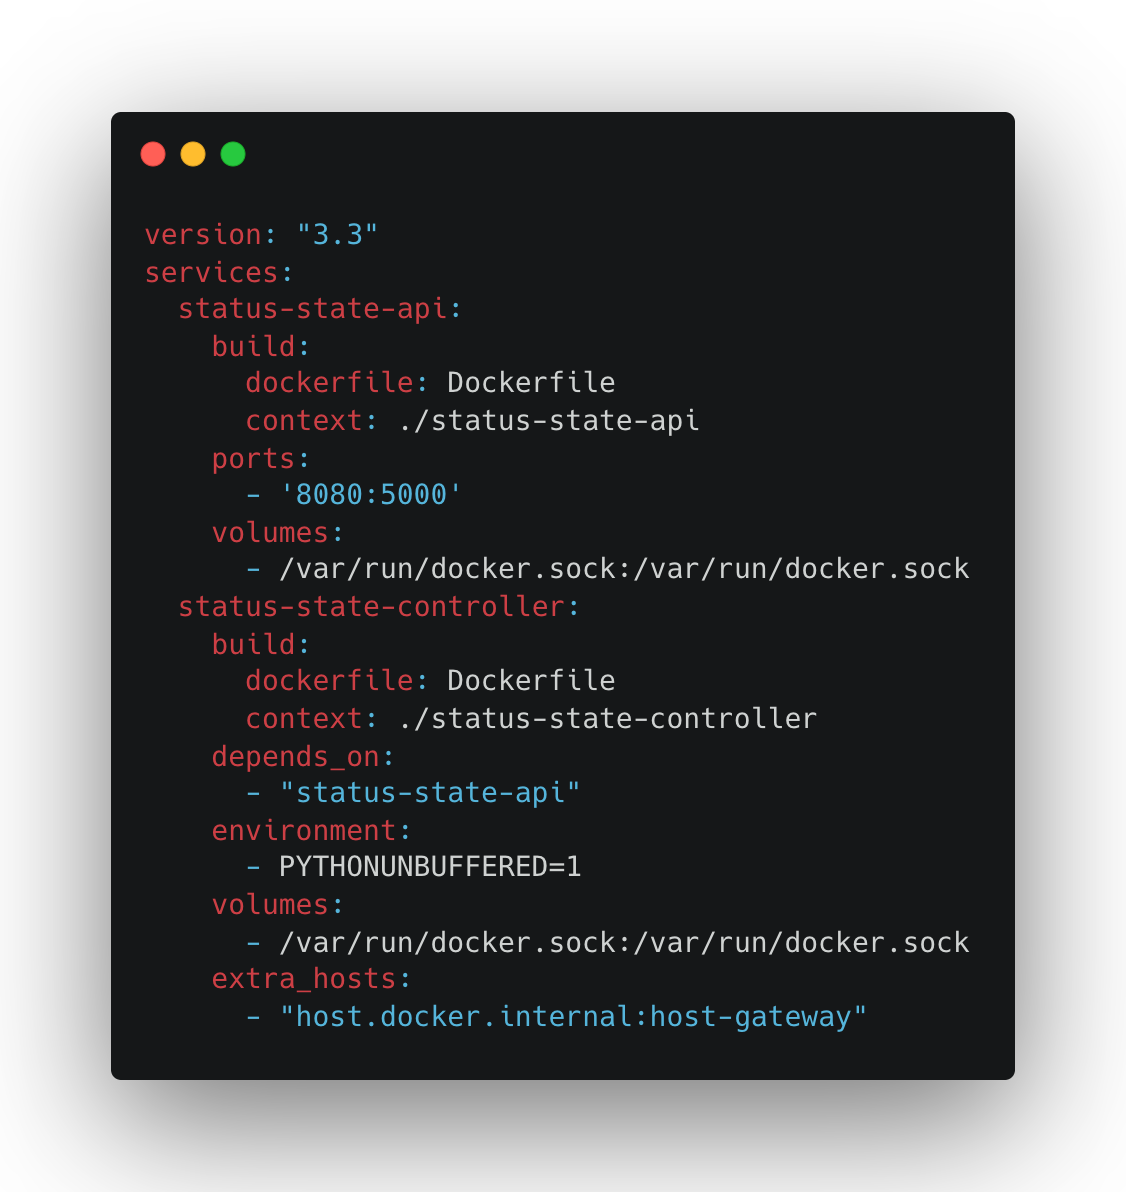 version: "3.3"
services:
  status-state-api:
    build:
      dockerfile: Dockerfile
      context: ./status-state-api
    ports:
      - '8080:5000'
    volumes:
      - /var/run/docker.sock:/var/run/docker.sock
  status-state-controller:
    build:
      dockerfile: Dockerfile
      context: ./status-state-controller
    depends_on:
      - "status-state-api"
    environment:
      - PYTHONUNBUFFERED=1
    volumes:
      - /var/run/docker.sock:/var/run/docker.sock
    extra_hosts:
      - "host.docker.internal:host-gateway"